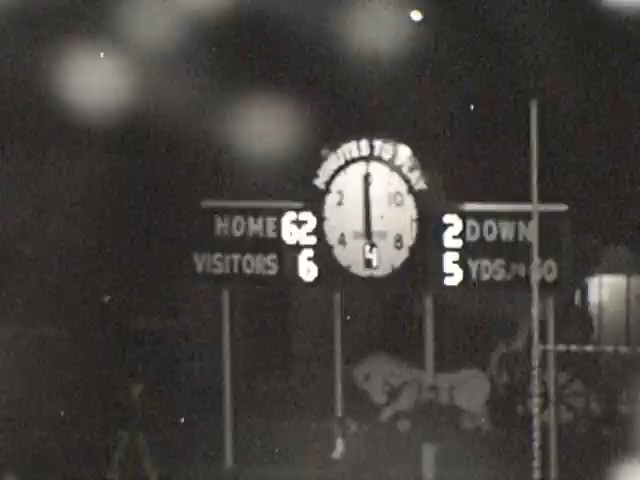 MINUTES TO PLAY
2 10
4 8
4
HOME 62
VISITORS 6
2 DOWN
5 YDS. TO GO